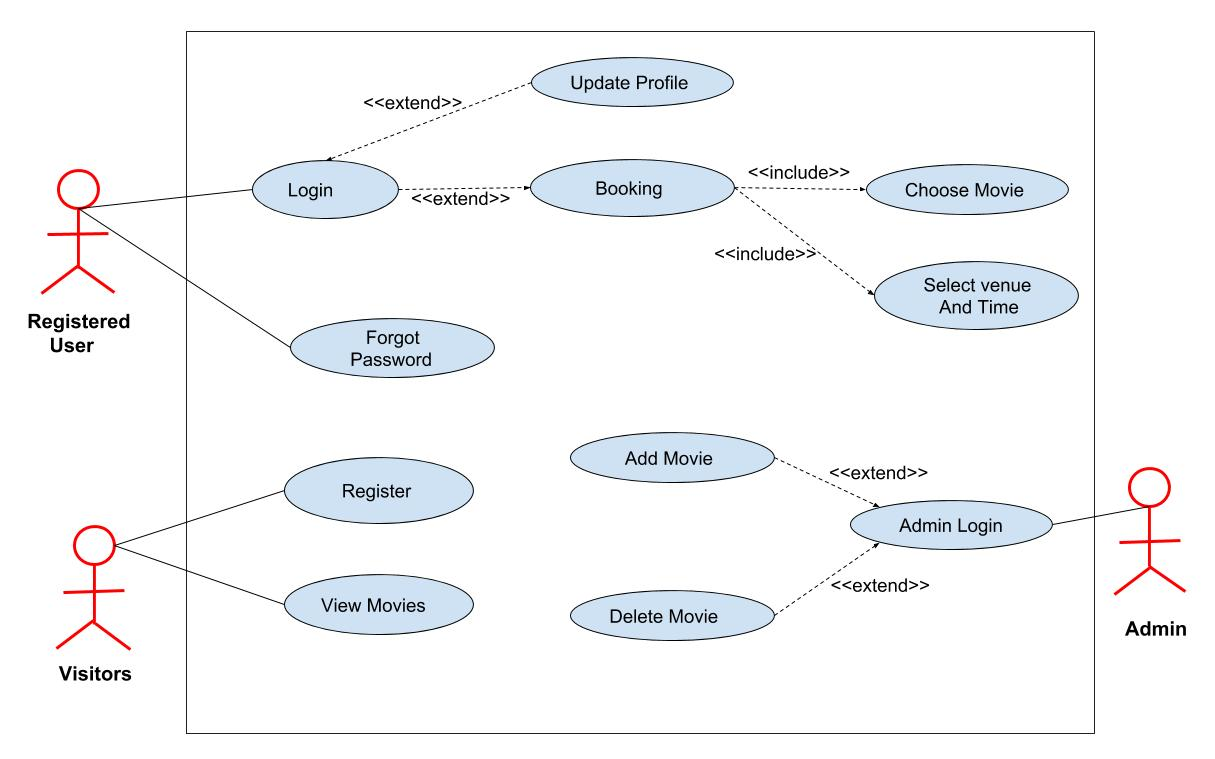 Update Profile
<<extend>>
Login
<<extend>>
Booking
<<include>>
Choose Movie
<<include>>
Select venue
And Time
Registered
User
Forgot
Password
Add Movie
<<extend>>
Register
Admin Login
View Movies
<<extend>>
Delete Movie
Admin
Visitors